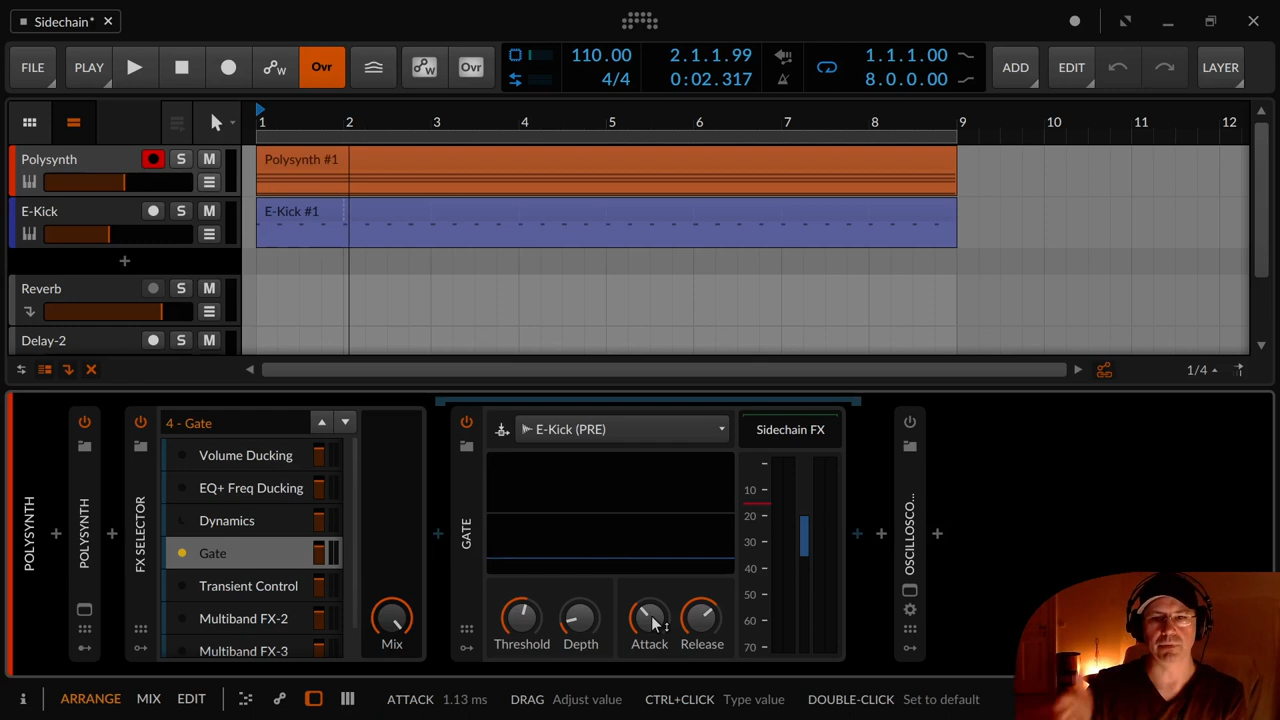 Sidechain*
FILE
PLAY
Ovr
Ovr
110.00
4/4
2.1.1.99
0:02.317
1.1.1.00
8.0.0.00
ADD
EDIT
LAYER
1 2 3 4 5 6 7 8 9 10 11 12
Polysynth S M
Polysynth #1
E-Kick S M
E-Kick #1
Reverb S M
Delay-2 S M
1/4
POLYSYNTH
POLYSYNTH
FX SELECTOR
4 - Gate
Volume Ducking
EQ+ Freq Ducking
Dynamics
Gate
Transient Control
Multiband FX-2
Multiband FX-3
Mix
GATE
E-Kick (PRE)
Threshold
Depth
Attack
Release
Sidechain FX
10
20
30
40
50
60
70
OSCILLOSCO...
ARRANGE MIX EDIT
ATTACK 1.13 ms DRAG Adjust value CTRL+CLICK Type value DOUBLE-CLICK Set to default